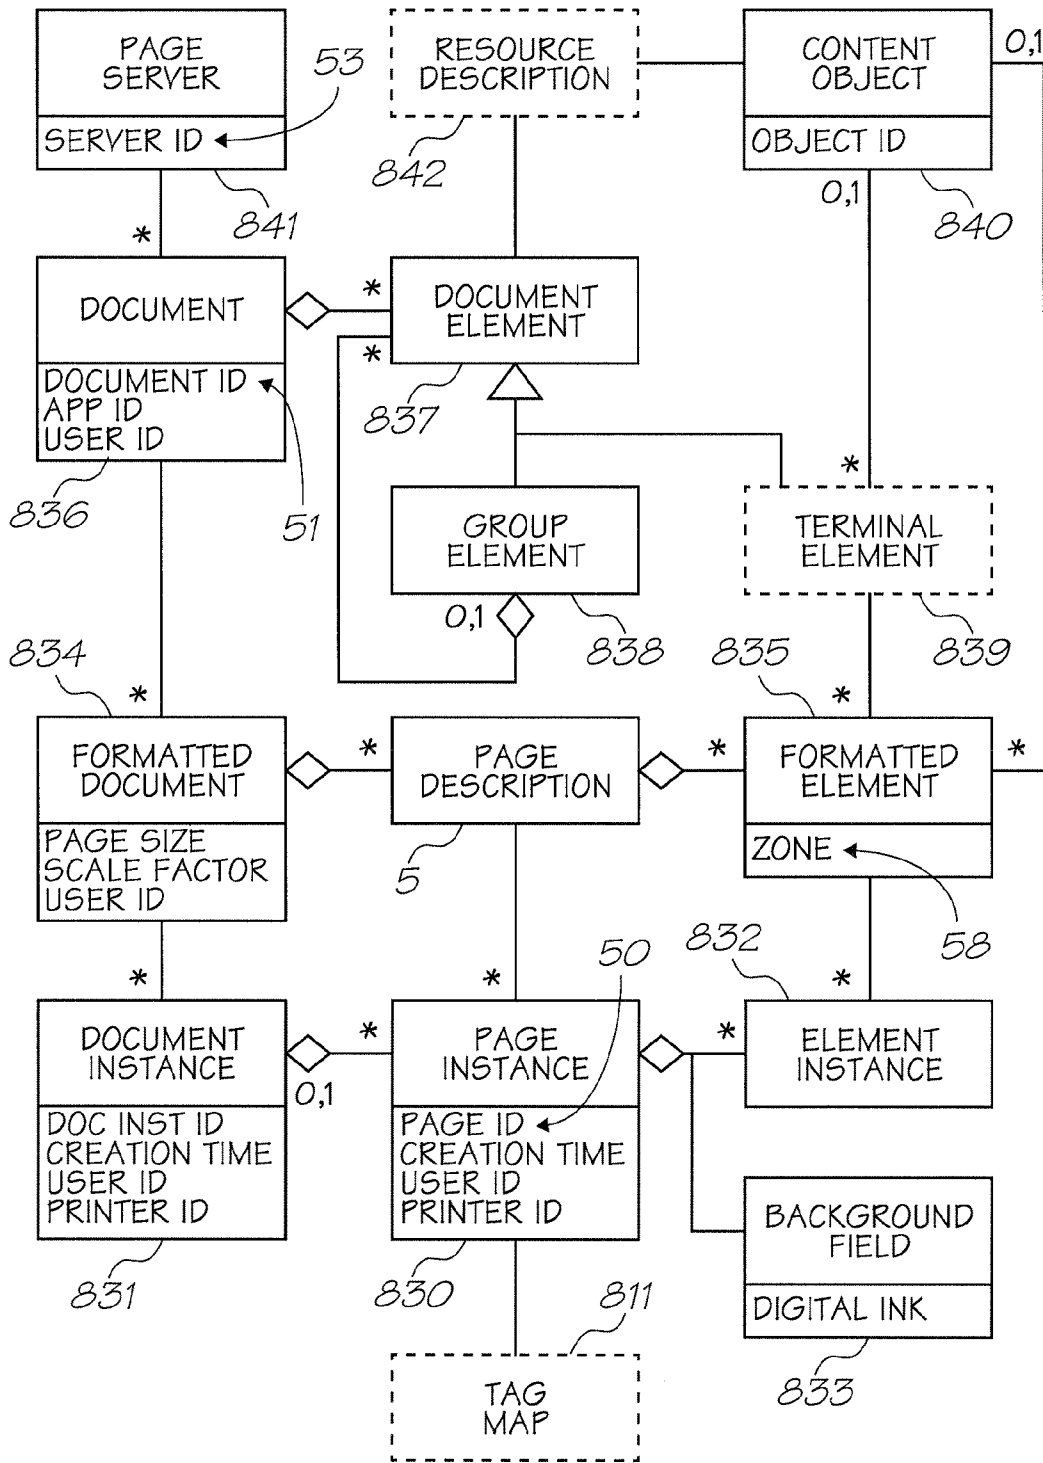 PAGE
SERVER
SERVER ID
53
841
*
RESOURCE
DESCRIPTION
842
CONTENT
OBJECT
OBJECT ID
0,1
0,1
840
DOCUMENT
DOCUMENT ID
APP ID
USER ID
836
51
*
*
DOCUMENT
ELEMENT
837
GROUP
ELEMENT
0,1
838
*
TERMINAL
ELEMENT
839
834
*
FORMATTED
DOCUMENT
PAGE SIZE
SCALE FACTOR
USER ID
*
PAGE
DESCRIPTION
5
835
*
*
FORMATTED
ELEMENT
*
ZONE
58
*
DOCUMENT
INSTANCE
0,1
DOC INST ID
CREATION TIME
USER ID
PRINTER ID
831
*
*
50
PAGE
INSTANCE
PAGE ID
CREATION TIME
USER ID
PRINTER ID
830
832
*
*
ELEMENT
INSTANCE
BACKGROUND
FIELD
DIGITAL INK
833
811
TAG
MAP